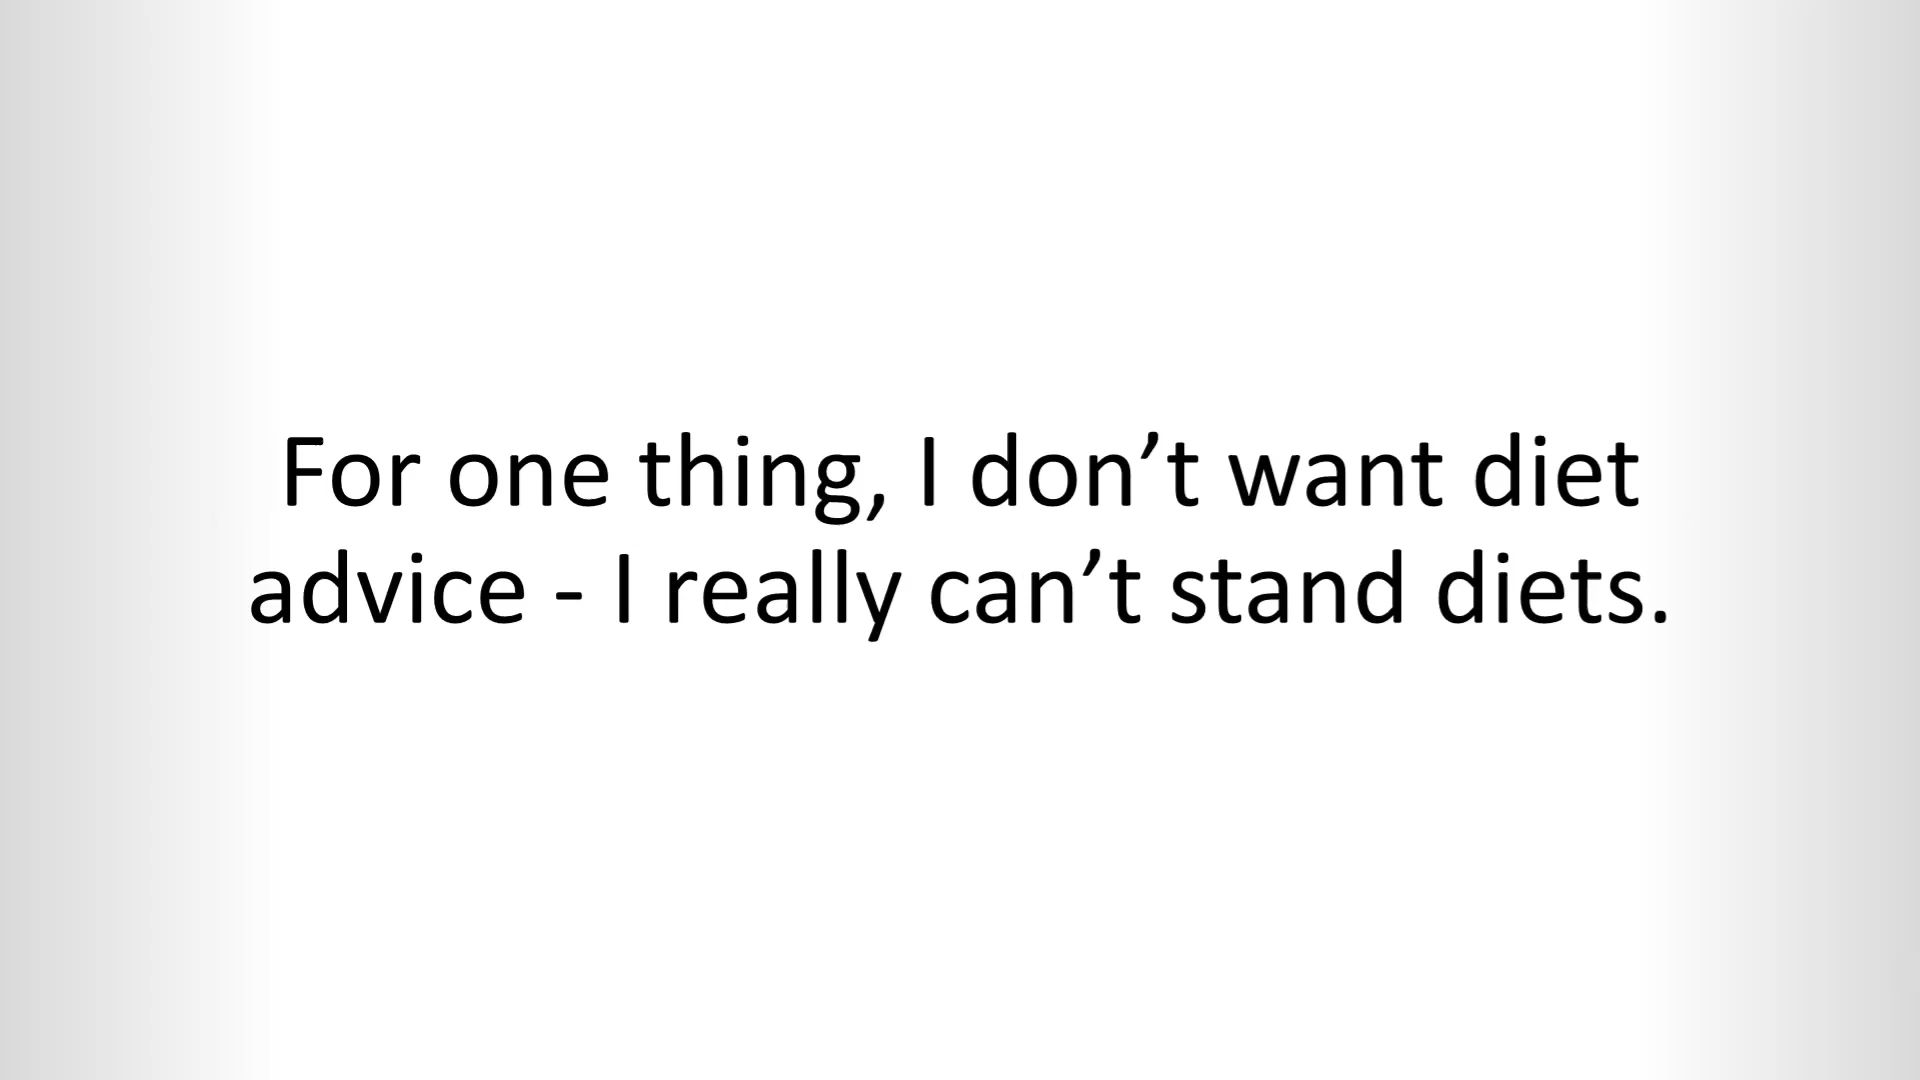 For one thing, I don’t want diet
advice - I really can’t stand diets.